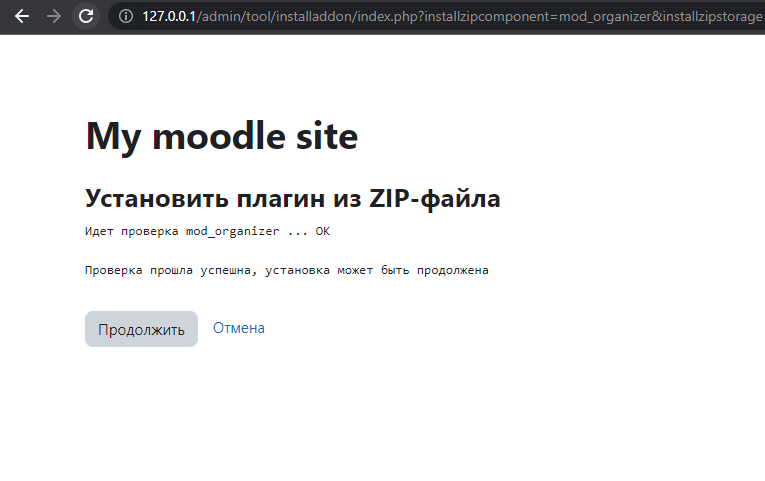 127.0.0.1/admin/tool/installaddon/index.php?installzipcomponent=mod_organizer&installzipstorage
My moodle site
Установить плагин из ZIP-файла
Идет проверка mod_organizer ... OK
Проверка прошла успешна, установка может быть продолжена
Продолжить Отмена